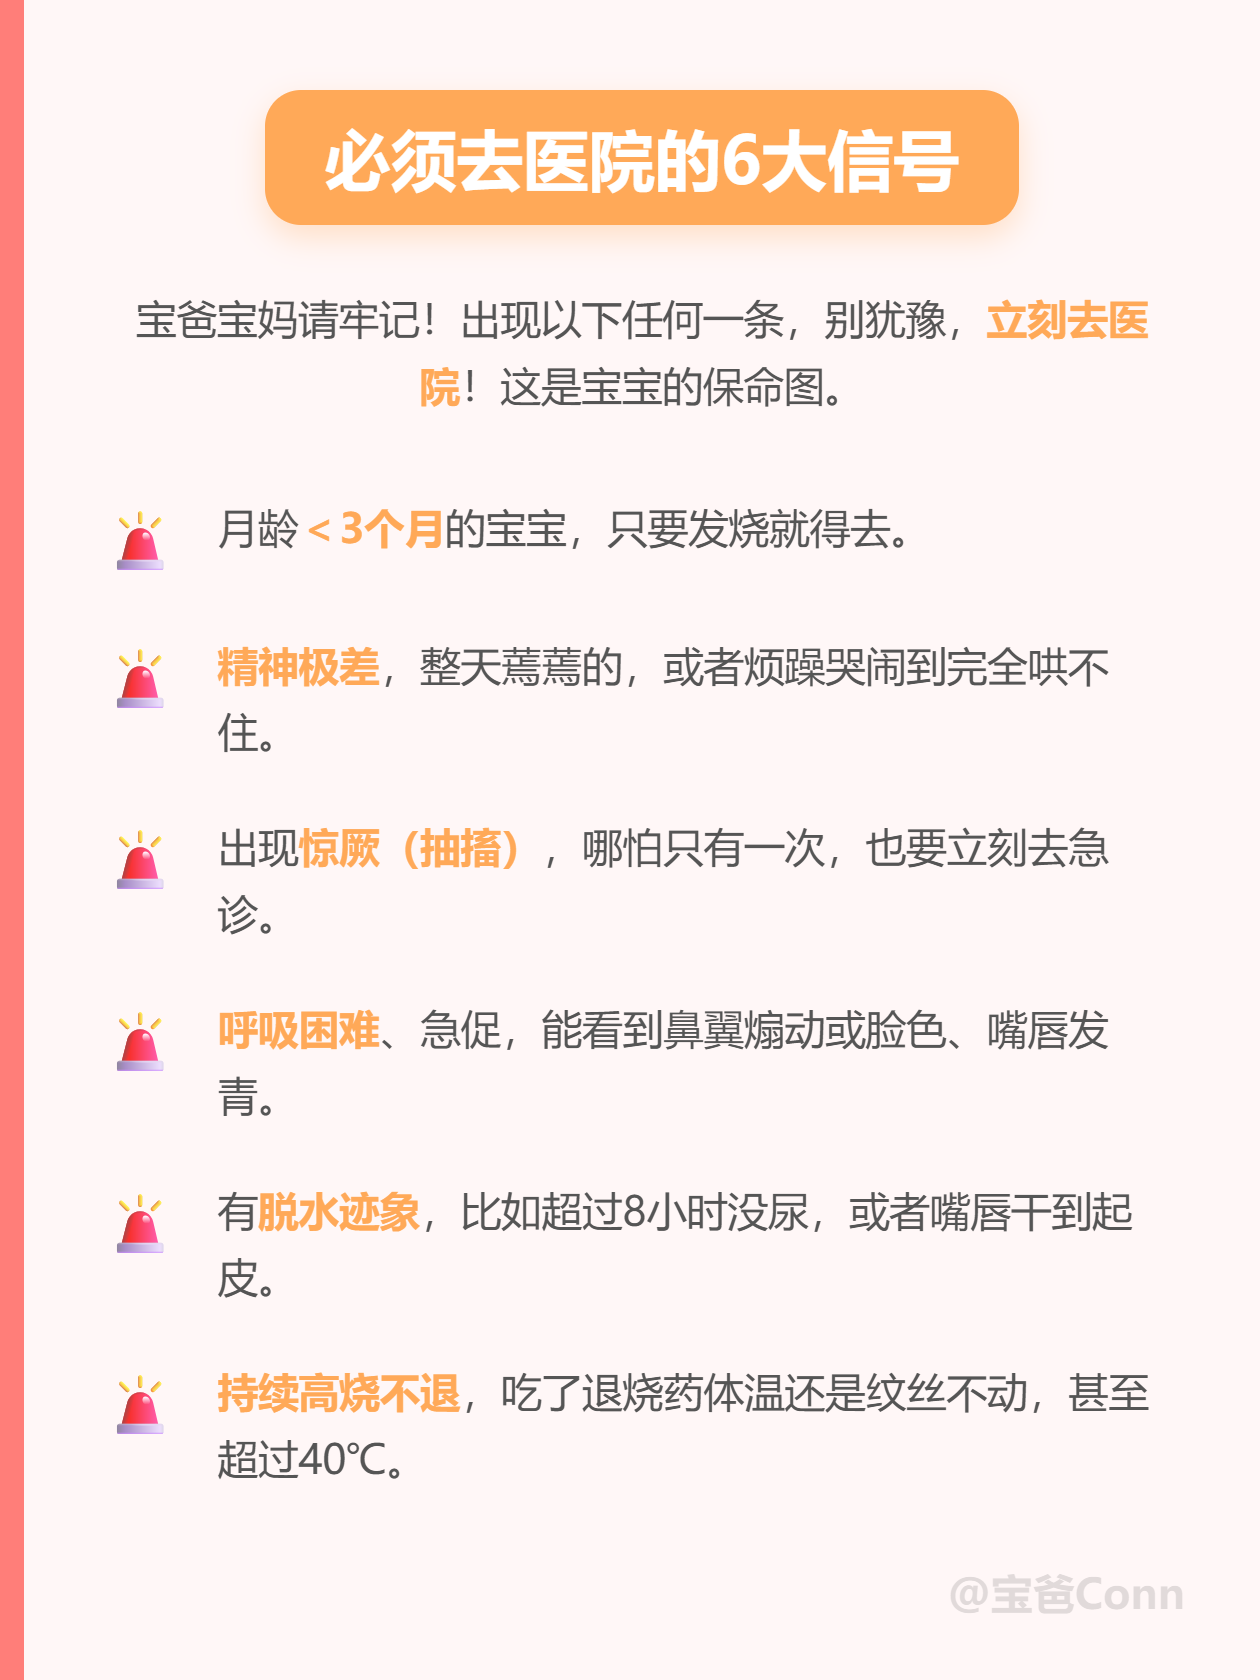 必须去医院的6大信号
宝爸宝妈请牢记！出现以下任何一条，别犹豫，立刻去医
院！这是宝宝的保命图。
月龄＜3个月的宝宝，只要发烧就得去。
精神极差，整天蔫蔫的，或者烦躁哭闹到完全哄不
住。
出现惊厥（抽搐），哪怕只有一次，也要立刻去急
诊。
呼吸困难、急促，能看到鼻翼煽动或脸色、嘴唇发
青。
有脱水迹象，比如超过8小时没尿，或者嘴唇干到起
皮。
持续高烧不退，吃了退烧药体温还是纹丝不动，甚至
超过40℃。
@宝爸Conn